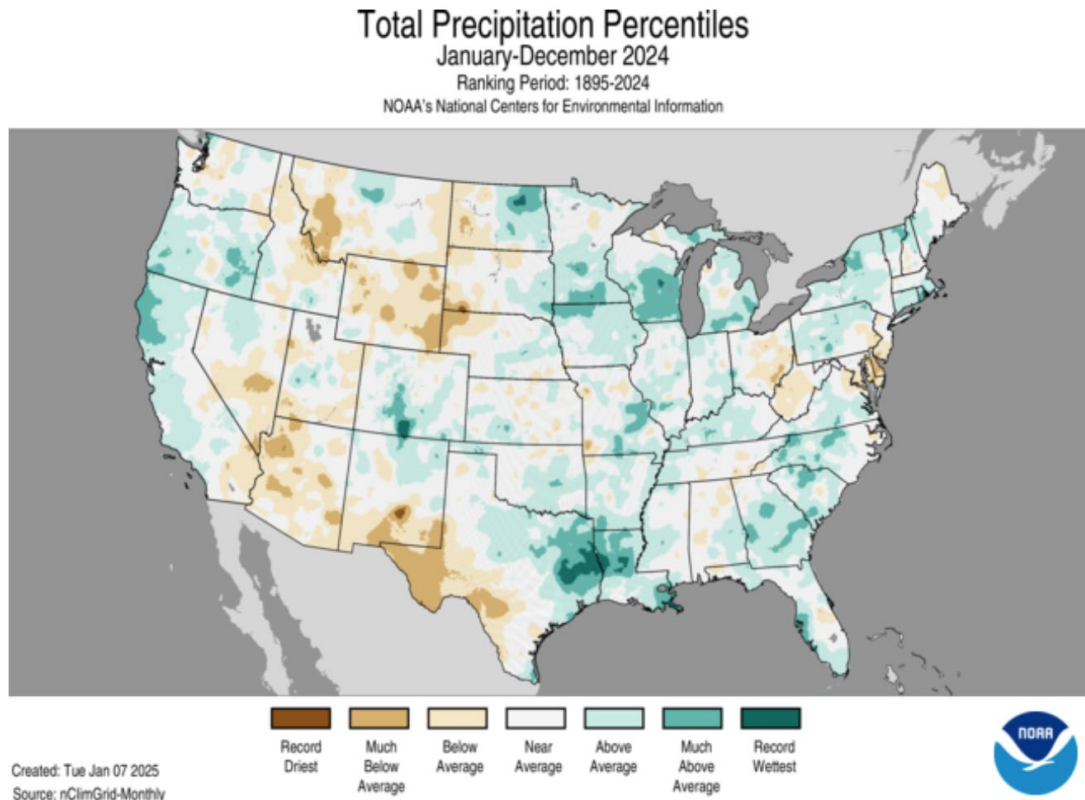 Total Precipitation Percentiles
January-December 2024
Ranking Period: 1895-2024
NOAA's National Centers for Environmental Information
Record
Driest
Much
Below
Average
Below
Average
Near
Average
Above
Average
Much
Above
Average
Record
Wettest
NOAA
Created: Tue Jan 07 2025
Source: nClimGrid-Monthly